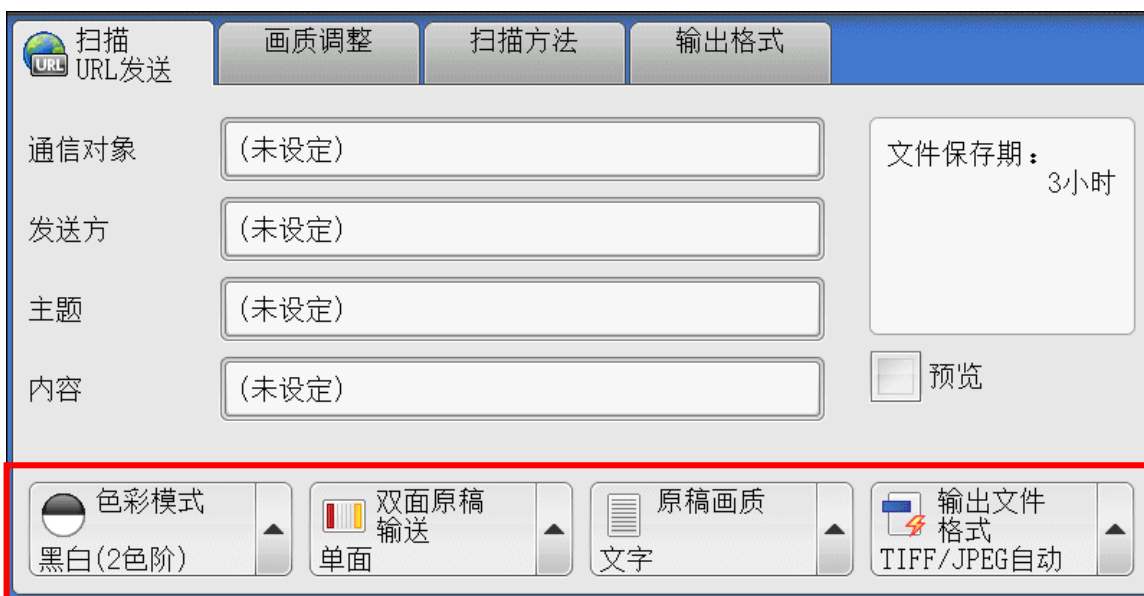 扫描
URL
URL发送
画质调整
扫描方法
输出格式
通信对象
(未设定)
文件保存期:
3小时
发送方
(未设定)
主题
(未设定)
预览
内容
(未设定)
色彩模式
黑白(2色阶)
双面原稿
输送
单面
原稿画质
文字
输出文件
格式
TIFF/JPEG自动